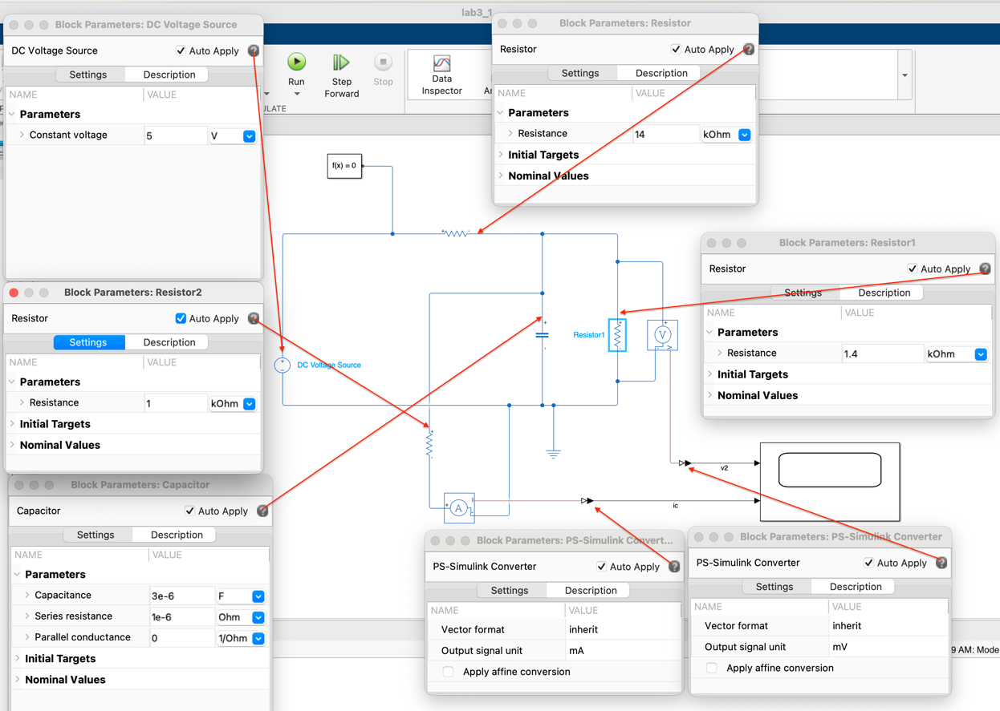 lab3_1
Block Parameters: DC Voltage Source
DC Voltage Source
Auto Apply
?
Settings
Description
NAME
VALUE
Parameters
Constant voltage
5
V
Run
Step
Forward
Stop
Data
Inspector
ULATE
Block Parameters: Resistor
Resistor
Auto Apply
?
Settings
Description
NAME
VALUE
Parameters
Resistance
14
kOhm
Initial Targets
Nominal Values
f(x) = 0
Block Parameters: Resistor1
Resistor
Auto Apply
?
Settings
Description
NAME
VALUE
Parameters
Resistance
1.4
kOhm
Initial Targets
Nominal Values
Block Parameters: Resistor2
Resistor
Auto Apply
?
Settings
Description
NAME
VALUE
Parameters
Resistance
1
kOhm
Initial Targets
Nominal Values
DC Voltage Source
Resistor1
V
V
A
I
v2
ic
Block Parameters: Capacitor
Capacitor
Auto Apply
?
Settings
Description
NAME
VALUE
Parameters
Capacitance
3e-6
F
Series resistance
1e-6
Ohm
Parallel conductance
0
1/Ohm
Initial Targets
Nominal Values
Block Parameters: PS-Simulink Convert...
PS-Simulink Converter
Auto Apply
?
Settings
Description
NAME
VALUE
Vector format
inherit
Output signal unit
mA
Apply affine conversion
Block Parameters: PS-Simulink Converter
PS-Simulink Converter
Auto Apply
?
Settings
Description
NAME
VALUE
Vector format
inherit
Output signal unit
mV
Apply affine conversion
9 AM: Mode